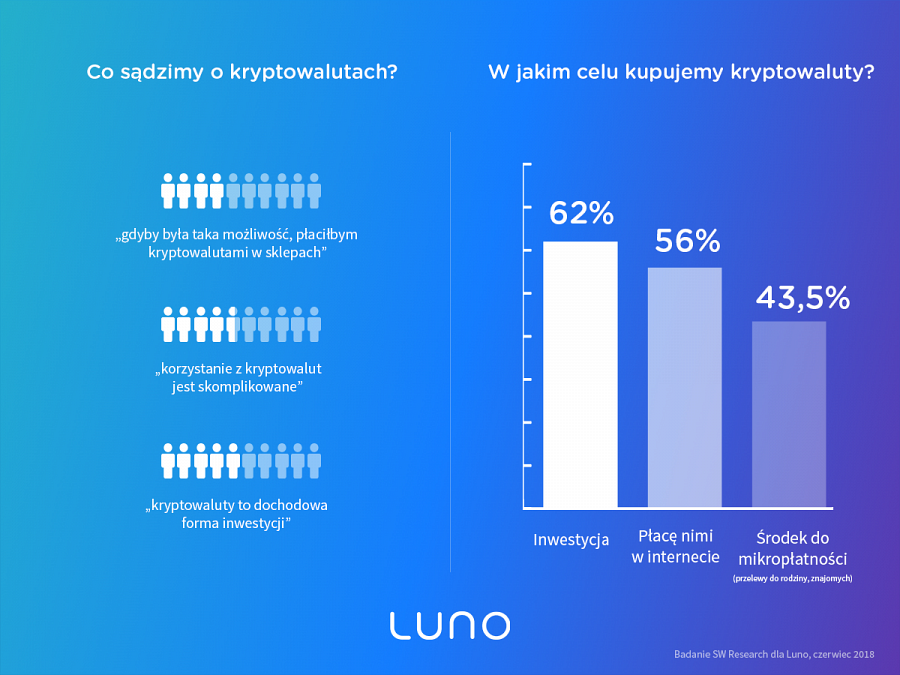 Co sądzimy o kryptowalutach?
„gdyby była taka możliwość, płaciłbym
kryptowalutami w sklepach”
„korzystanie z kryptowalut
jest skomplikowane”
„kryptowaluty to dochodowa
forma inwestycji”
W jakim celu kupujemy kryptowaluty?
62%
56%
43,5%
Inwestycja
Płacę nimi
w internecie
Środek do
mikropłatności
(przelewy do rodziny, znajomych)
LUNO
Badanie SW Research dla Luno, czerwiec 2018